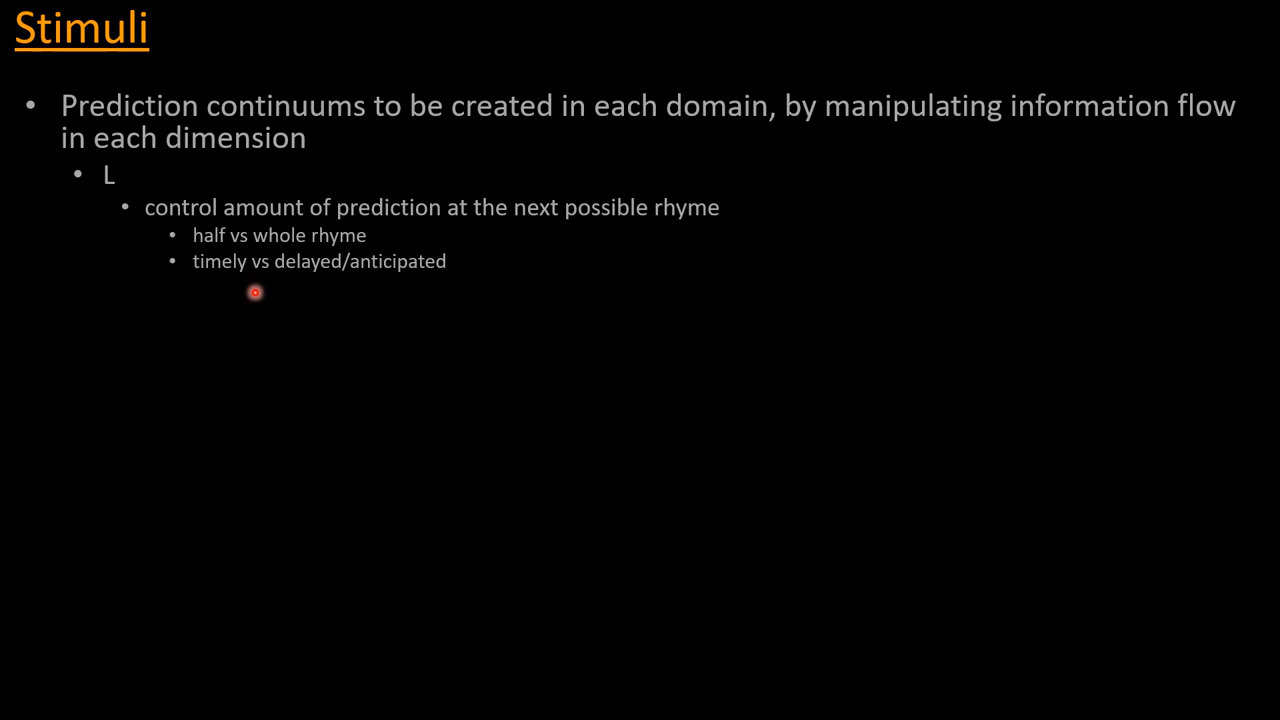 Stimuli
• Prediction continuums to be created in each domain, by manipulating information flow
in each dimension
• L
• control amount of prediction at the next possible rhyme
• half vs whole rhyme
• timely vs delayed/anticipated